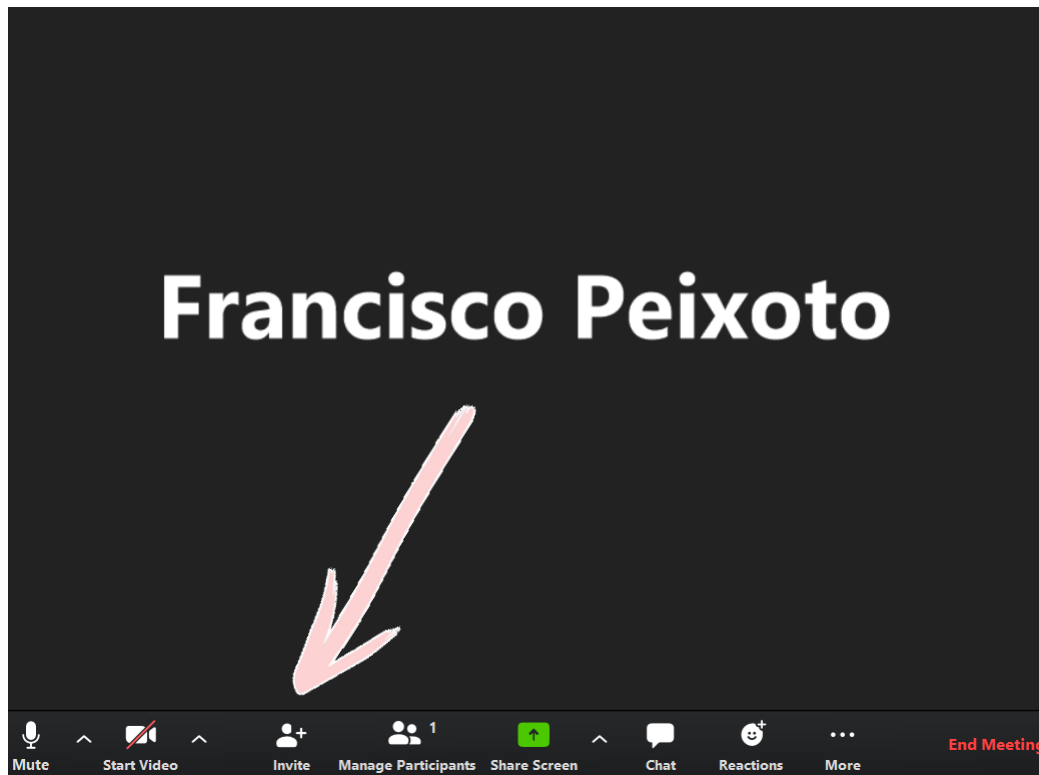 Francisco Peixoto
1
Mute Start Video Invite Manage Participants Share Screen Chat Reactions More End Meeting